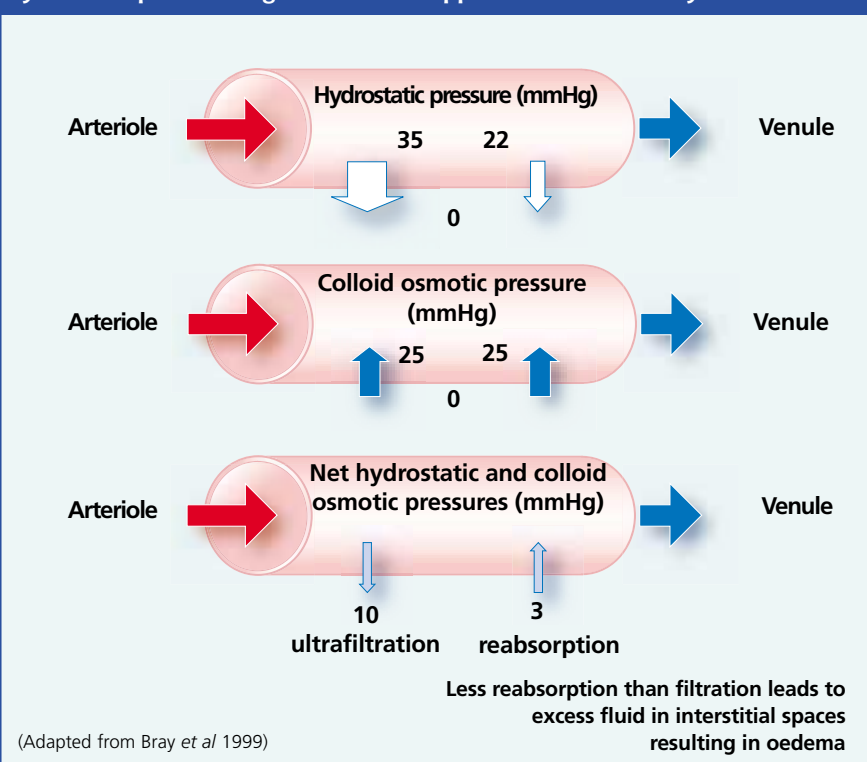 Arteriole
Hydrostatic pressure (mmHg)
35 22
Venule
0
Arteriole
Colloid osmotic pressure
(mmHg)
25 25
Venule
0
Arteriole
Net hydrostatic and colloid
osmotic pressures (mmHg)
Venule
10
ultrafiltration
3
reabsorption
Less reabsorption than filtration leads to
excess fluid in interstitial spaces
resulting in oedema
(Adapted from Bray et al 1999)